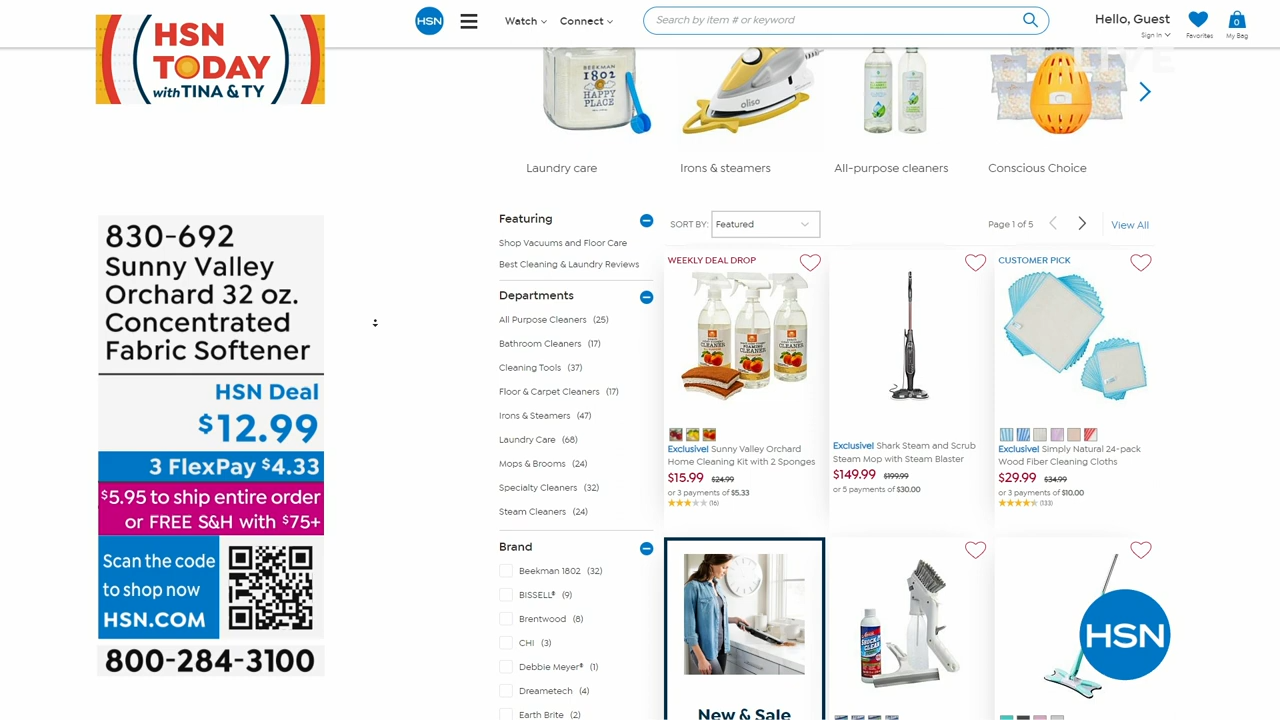 HSN
TODAY
with TINA & TY
HSN
Watch
Connect
Search by item # or keyword
Hello, Guest
Sign in
Favorites
0
My Bag
LIVE
BEEKMAN
1802
HAPPY
PLACE
oliso
Laundry care
Irons & steamers
All-purpose cleaners
Conscious Choice
830-692
Sunny Valley
Orchard 32 oz.
Concentrated
Fabric Softener
HSN Deal
$12.99
3 FlexPay $4.33
$5.95 to ship entire order
or FREE S&H with $75+
Scan the code
to shop now
HSN.COM
800-284-3100
Featuring
Shop Vacuums and Floor Care
Best Cleaning & Laundry Reviews
Departments
All Purpose Cleaners (25)
Bathroom Cleaners (17)
Cleaning Tools (37)
Floor & Carpet Cleaners (17)
Irons & Steamers (47)
Laundry Care (68)
Mops & Brooms (24)
Specialty Cleaners (32)
Steam Cleaners (24)
Brand
Beekman 1802 (32)
BISSELL® (9)
Brentwood (8)
CHI (3)
Debbie Meyer® (1)
Dreametech (4)
Earth Brite (2)
SORT BY: Featured
Page 1 of 5
View All
WEEKLY DEAL DROP
CLEANER
FOAMING
CLEANER
CLEANER
Exclusive! Sunny Valley Orchard
Home Cleaning Kit with 2 Sponges
$15.99 $24.99
or 3 payments of $5.33
(16)
Exclusive! Shark Steam and Scrub
Steam Mop with Steam Blaster
$149.99 $199.99
or 5 payments of $30.00
CUSTOMER PICK
Exclusive! Simply Natural 24-pack
Wood Fiber Cleaning Cloths
$29.99 $34.99
or 3 payments of $10.00
(133)
New & Sale
HSN